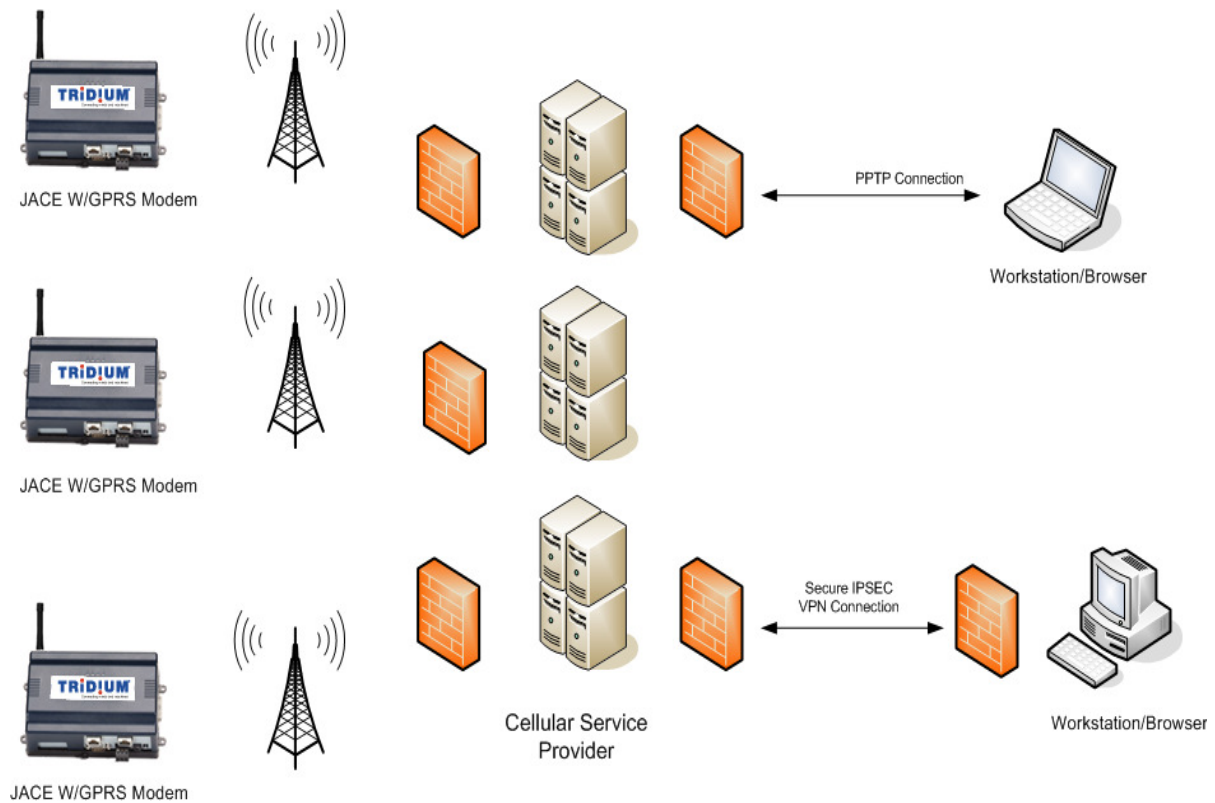 TRiDiUM
JACE W/GPRS Modem
PPTP Connection
Workstation/Browser
TRiDiUM
JACE W/GPRS Modem
Secure IPSEC
VPN Connection
TRiDiUM
Cellular Service
Provider
Workstation/Browser
JACE W/GPRS Modem